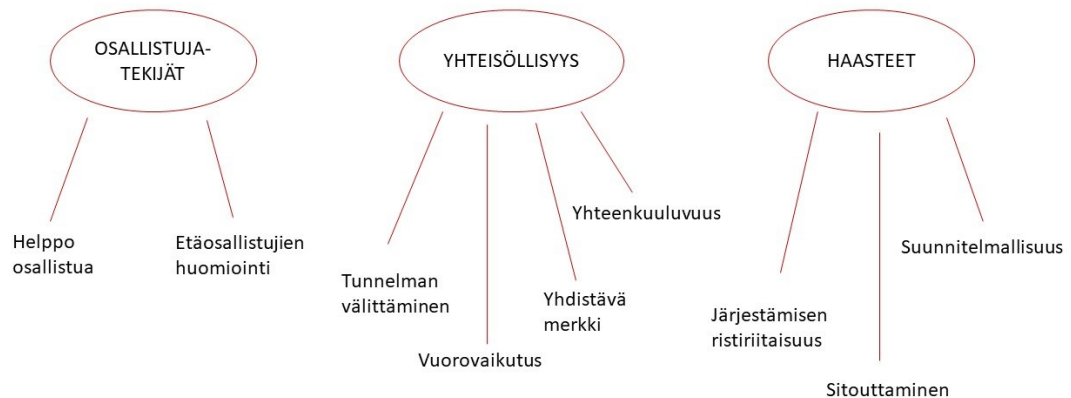 OSALLISTUJA-
TEKIJÄT
YHTEISÖLLISYYS
HAASTEET
Helppo
osallistua
Etäosallistujien
huomiointi
Tunnelman
välittäminen
Vuorovaikutus
Yhdistävä
merkki
Yhteenkuuluvuus
Järjestämisen
ristiriitaisuus
Sitouttaminen
Suunnitelmallisuus